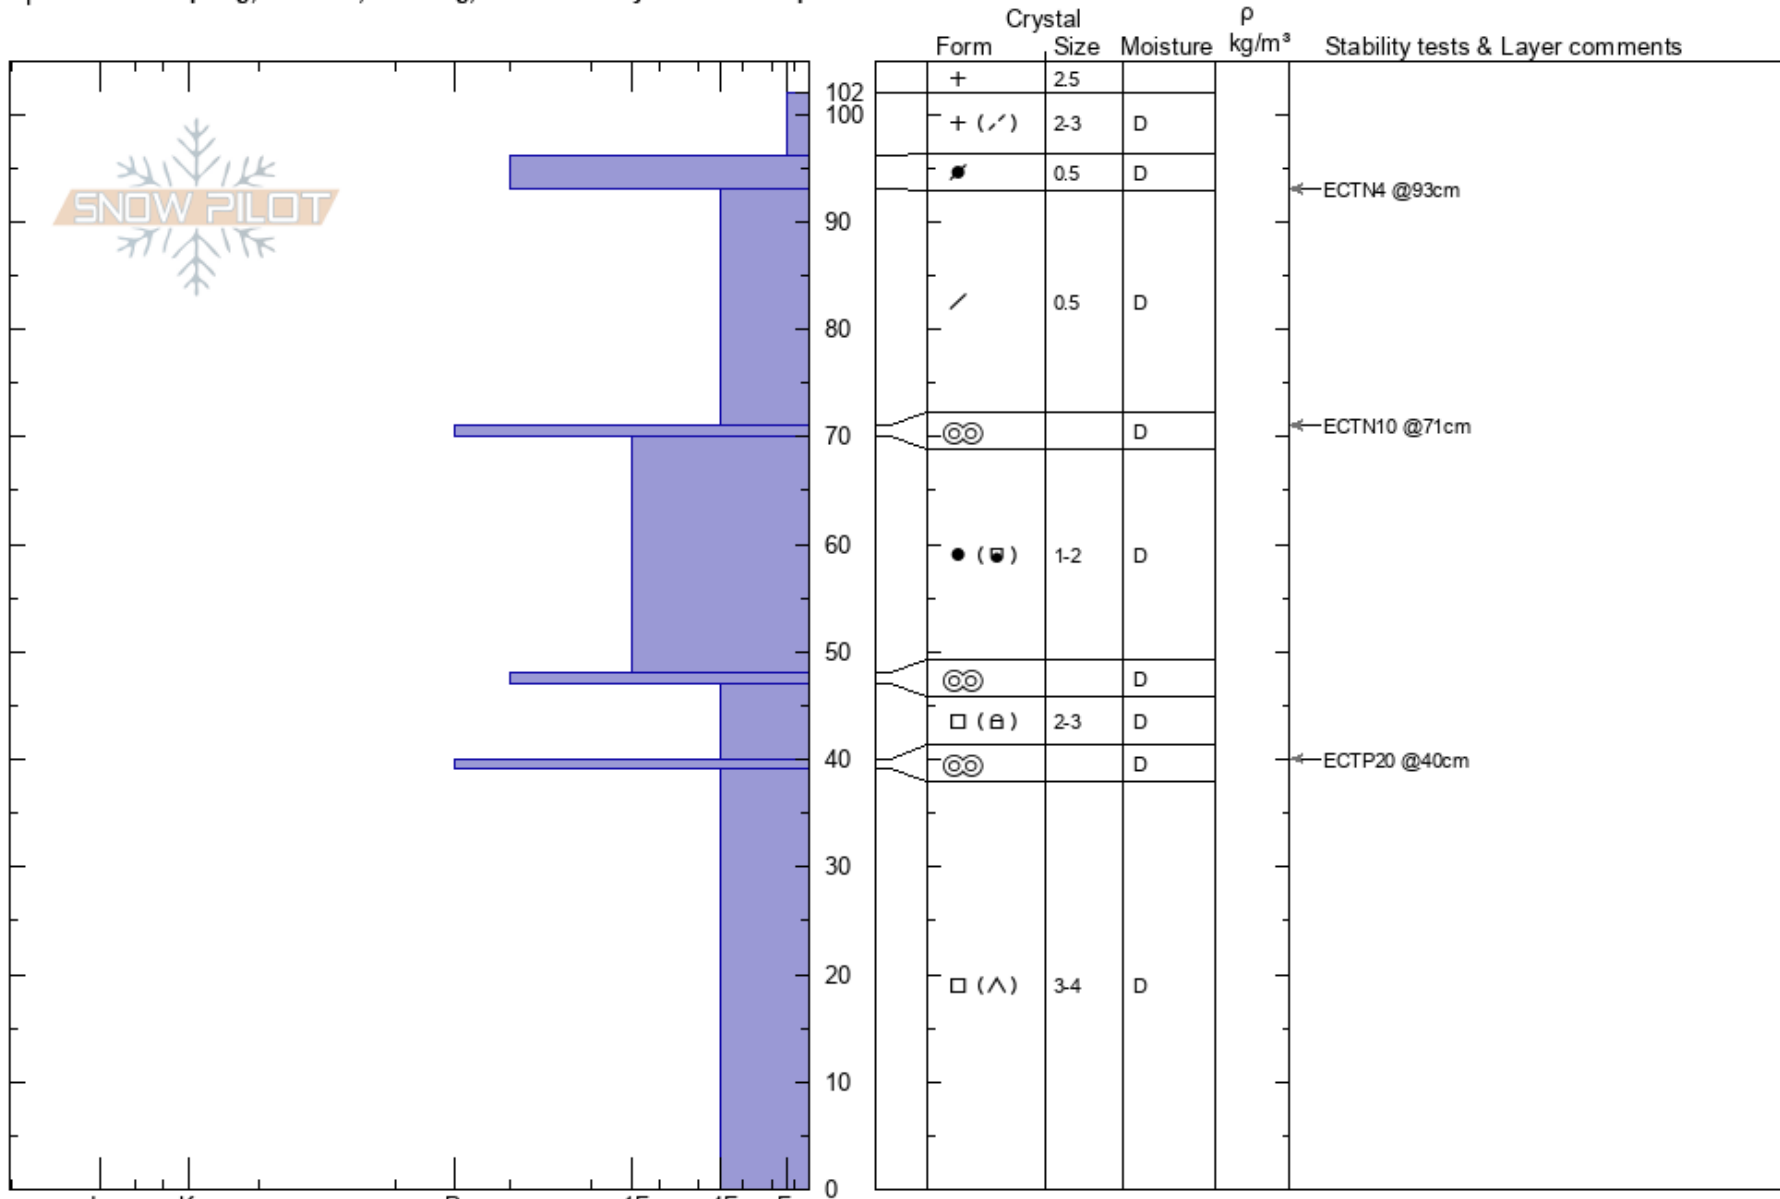 Crystal
ρ
Form Size Moisture kg/m³ Stability tests & Layer comments
+ 2.5
102
100
+ ( ) 2-3 D
0.5 D
ECTN4 @93cm
SNOW PILOT
90
0.5 D
80
ECTN10 @71cm
70
D
60
● ( ) 1-2 D
50
D
□ ( ) 2-3 D
40
D
ECTP20 @40cm
30
20
□ (∧) 3-4 D
10
0